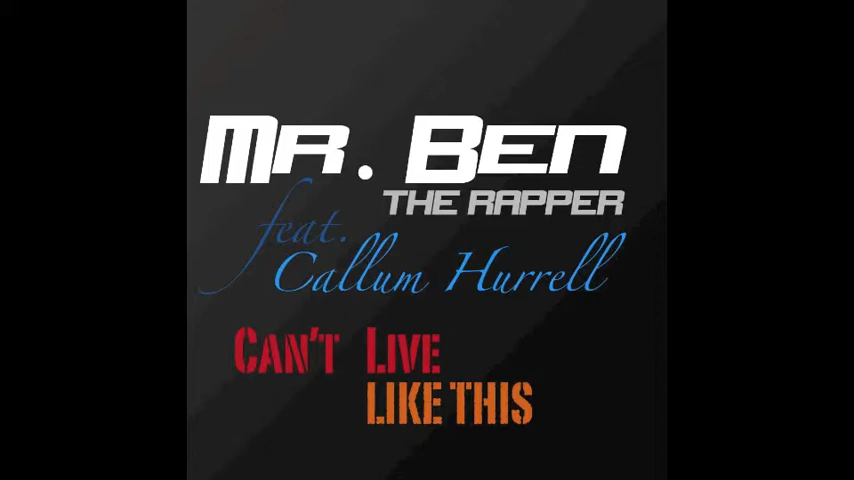 Mr. Ben
THE RAPPER
feat.
Callum Hurrell
CAN'T LIVE
LIKE THIS